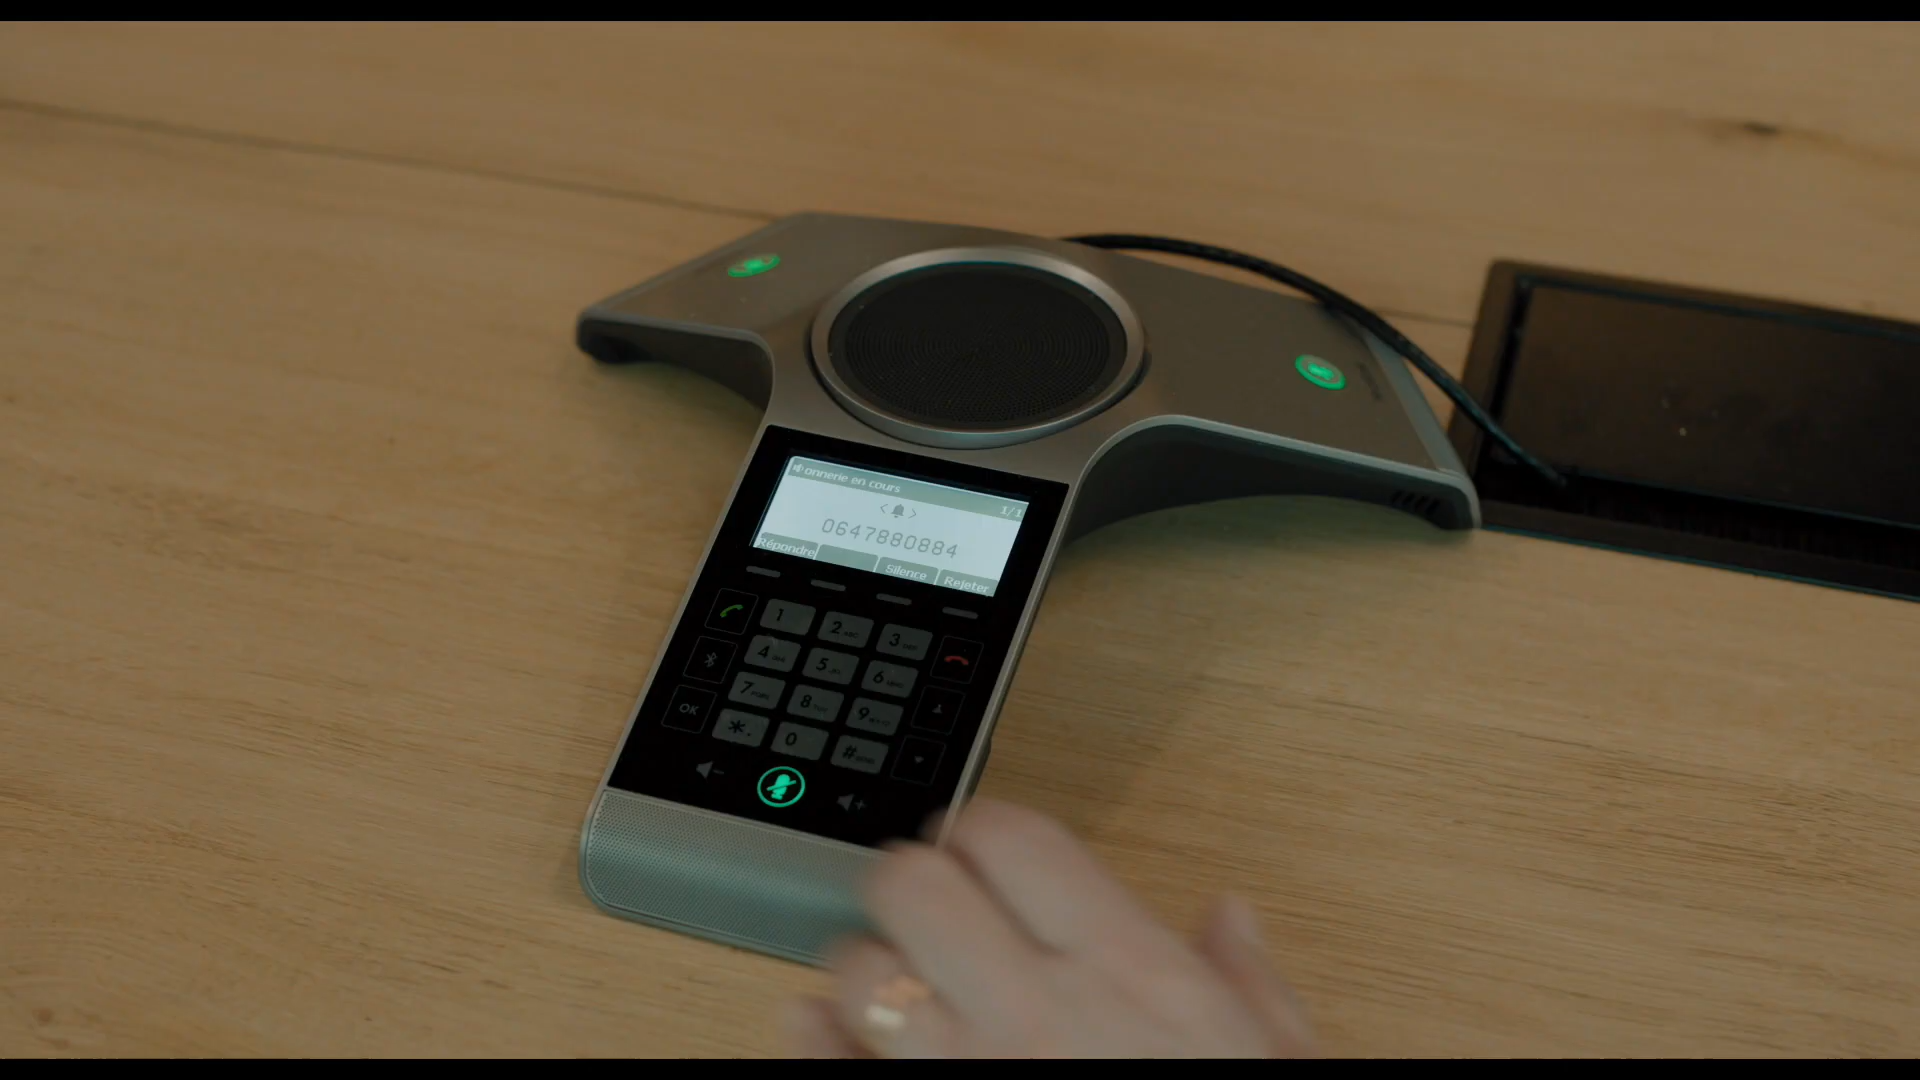 onnerie en cours
1/1
< >
0647880884
Répondre Silence Rejeter
1 2 ABC 3
4 5 6
7 8 9
OK *. 0 #
- +